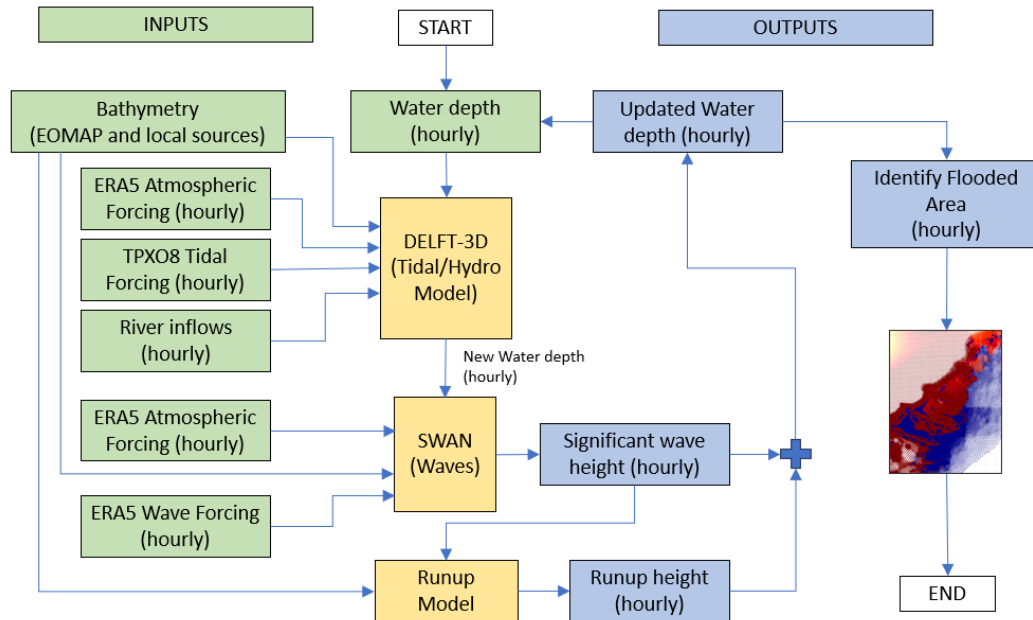 INPUTS
START
OUTPUTS
Bathymetry
(EOMAP and local sources)
Water depth
(hourly)
Updated Water
depth (hourly)
ERA5 Atmospheric
Forcing (hourly)
Identify Flooded
Area
(hourly)
TPXO8 Tidal
Forcing (hourly)
DELFT-3D
(Tidal/Hydro
Model)
River inflows
(hourly)
New Water depth
(hourly)
ERA5 Atmospheric
Forcing (hourly)
SWAN
(Waves)
Significant wave
height (hourly)
ERA5 Wave Forcing
(hourly)
Runup
Model
Runup height
(hourly)
END